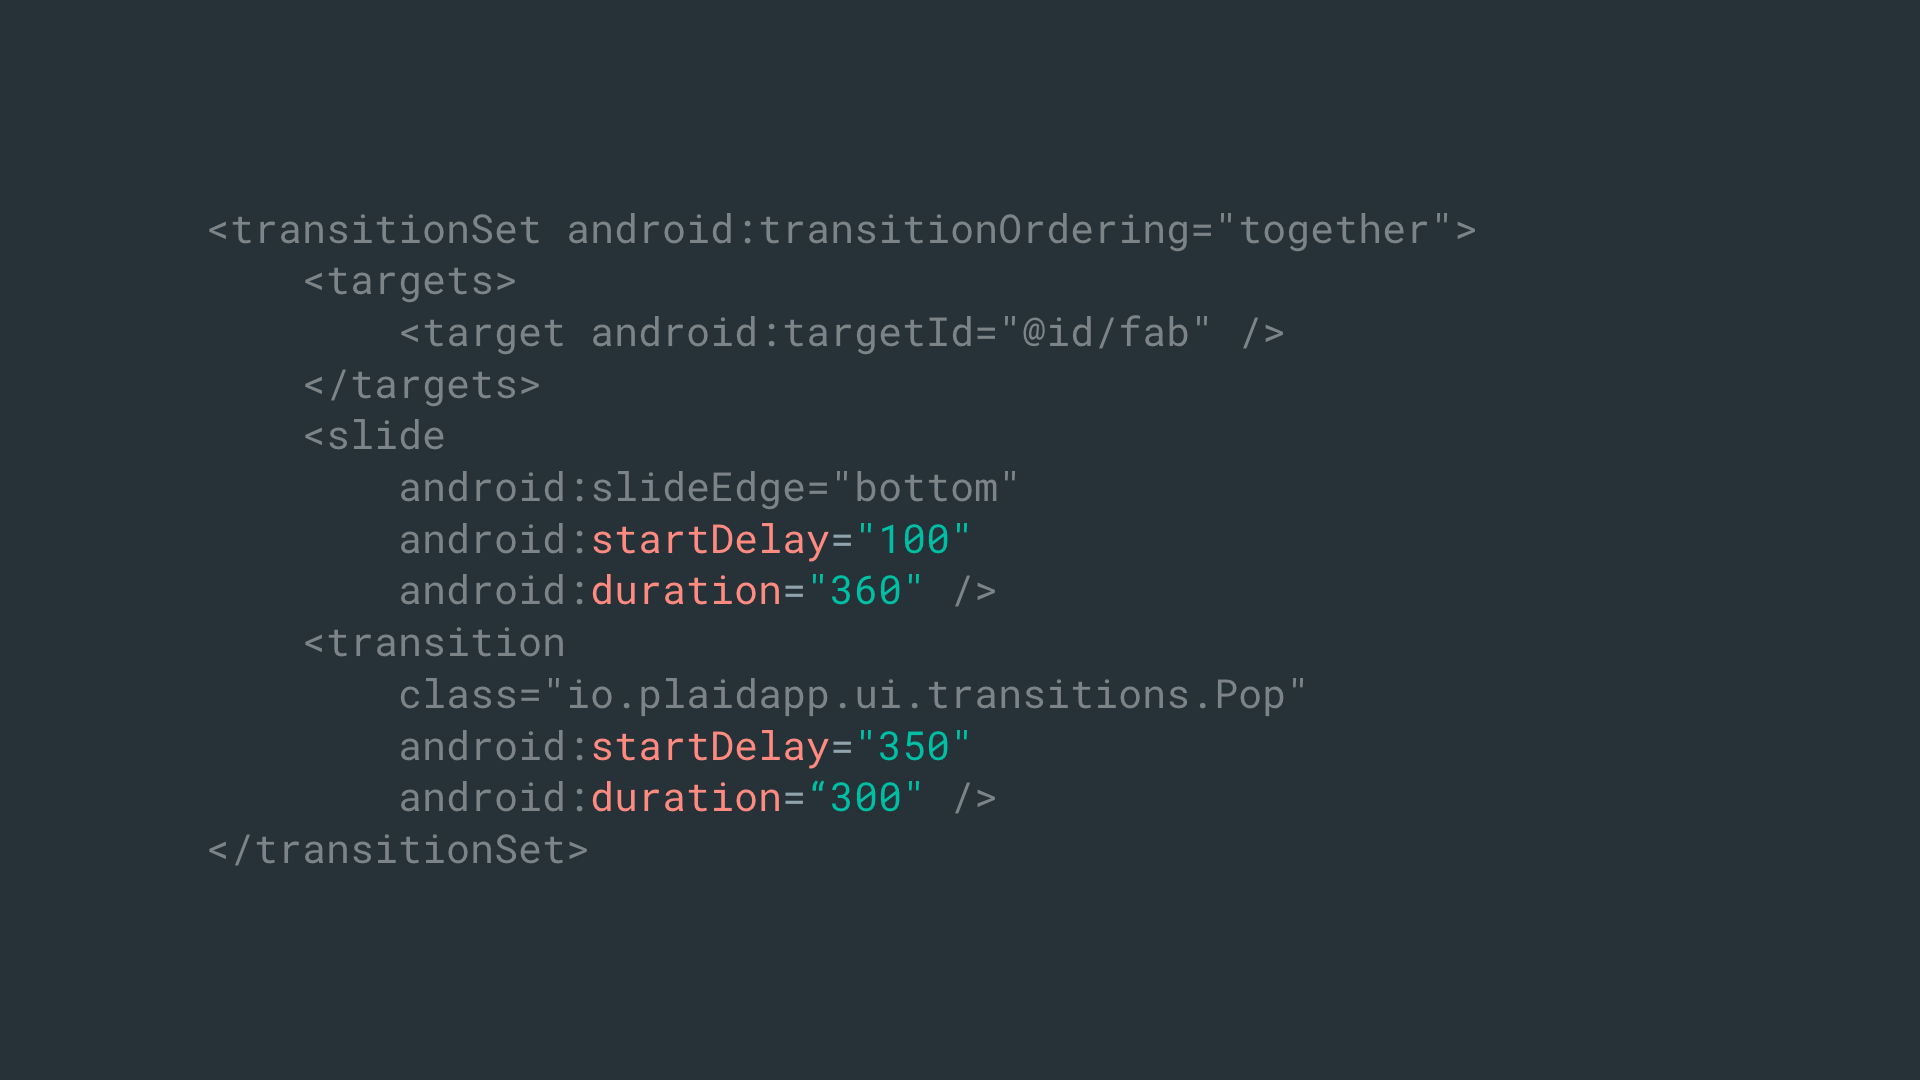 <transitionSet android:transitionOrdering="together">
    <targets>
        <target android:targetId="@id/fab" />
    </targets>
    <slide
        android:slideEdge="bottom"
        android:startDelay="100"
        android:duration="360" />
    <transition
        class="io.plaidapp.ui.transitions.Pop"
        android:startDelay="350"
        android:duration=“300" />
</transitionSet>